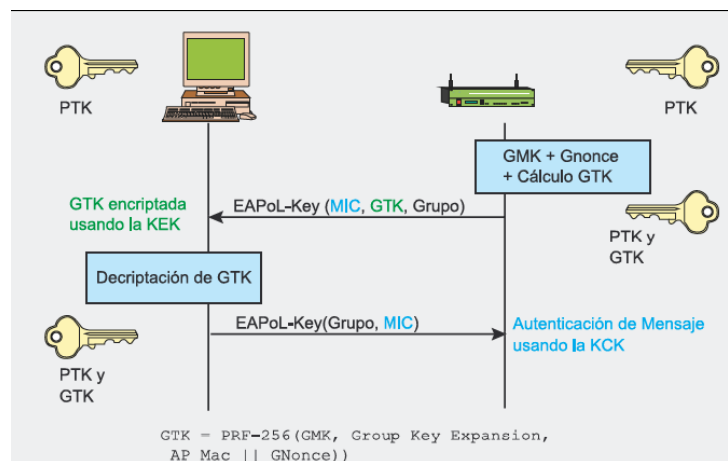 PTK
PTK
GMK + Gnonce
+ Cálculo GTK
GTK encriptada
usando la KEK
EAPoL-Key (MIC, GTK, Grupo)
PTK y
GTK
Decriptación de GTK
EAPoL-Key(Grupo, MIC)
Autenticación de Mensaje
usando la KCK
PTK y
GTK
GTK = PRF-256(GMK, Group Key Expansion,
AP Mac || GNonce))